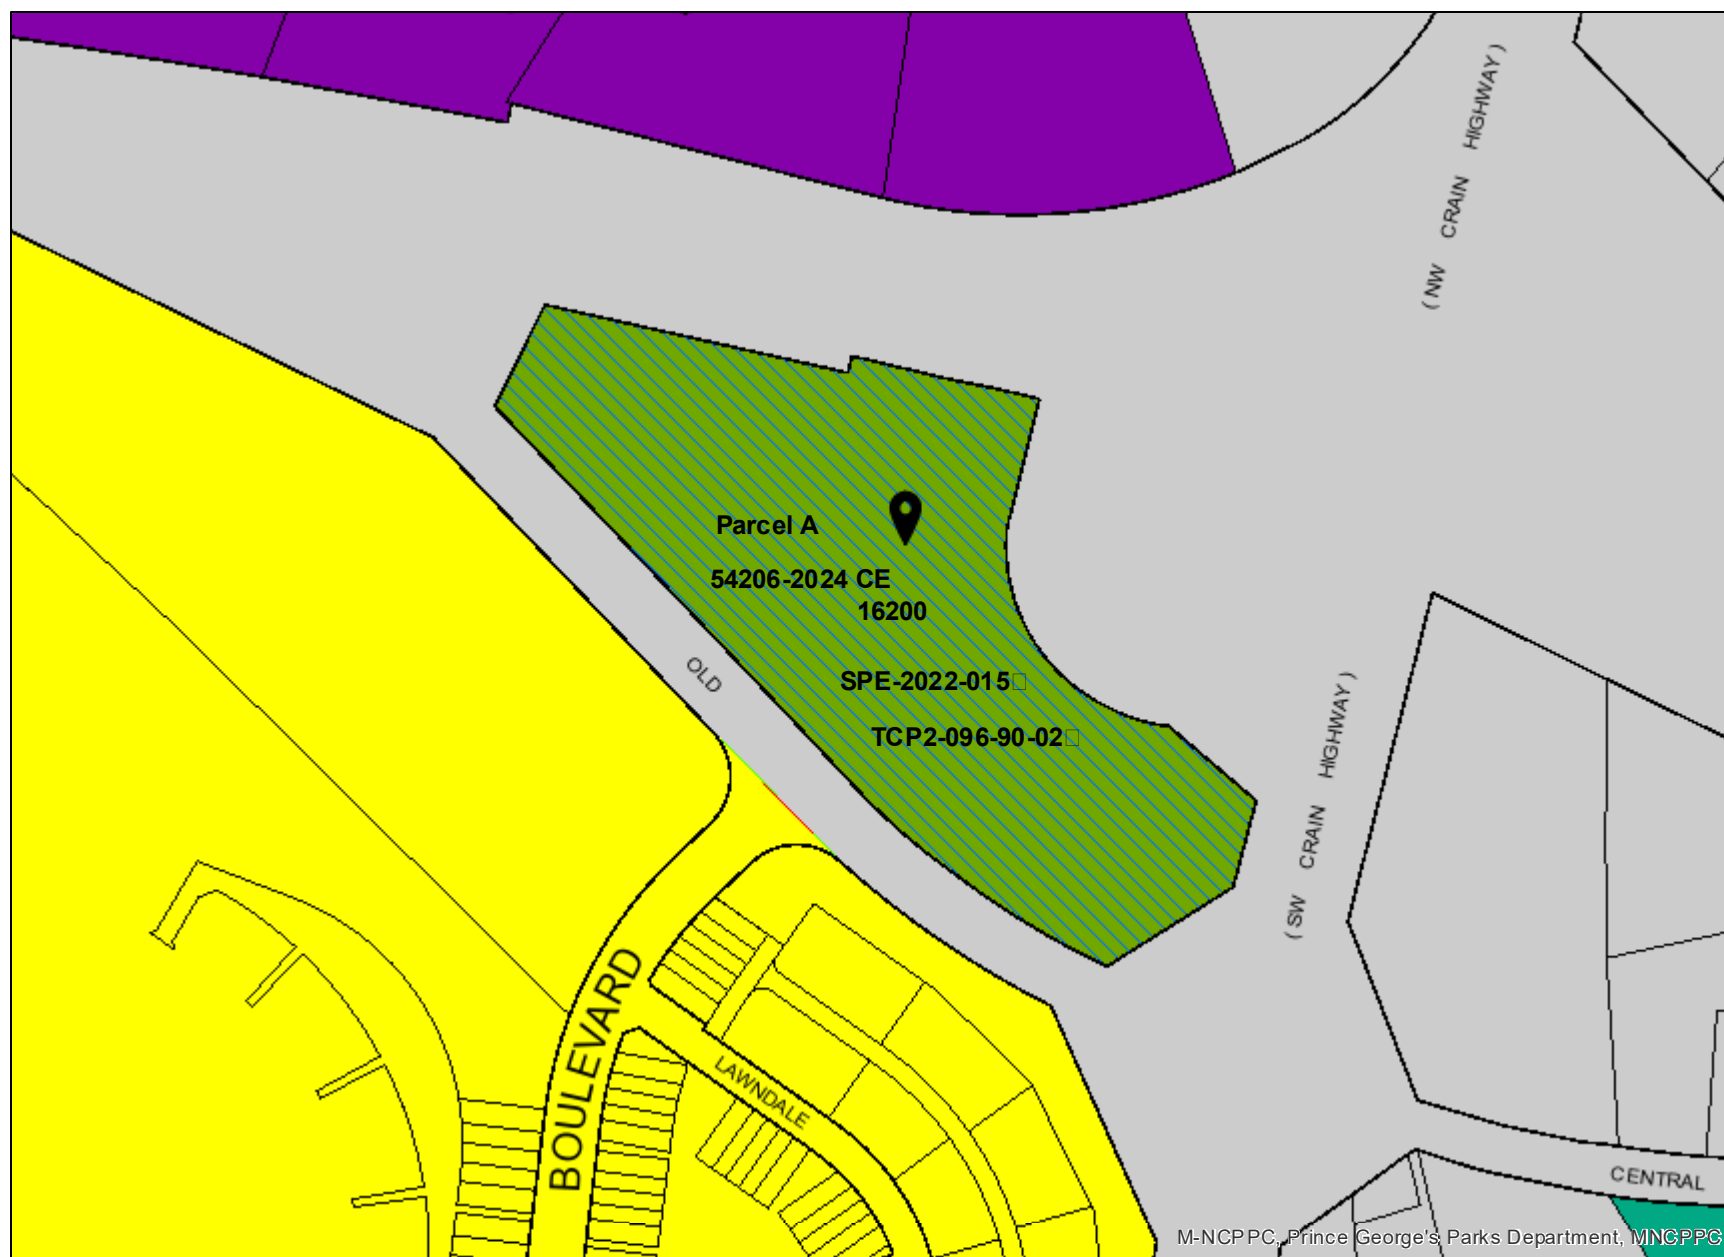 ( NW CRAIN HIGHWAY )
Parcel A
54206-2024 CE
16200
OLD
SPE-2022-015
TCP2-096-90-02
( SW CRAIN HIGHWAY )
BOULEVARD
LAWNDALE
CENTRAL
M-NCPPC, Prince George's Parks Department, MNCPPC